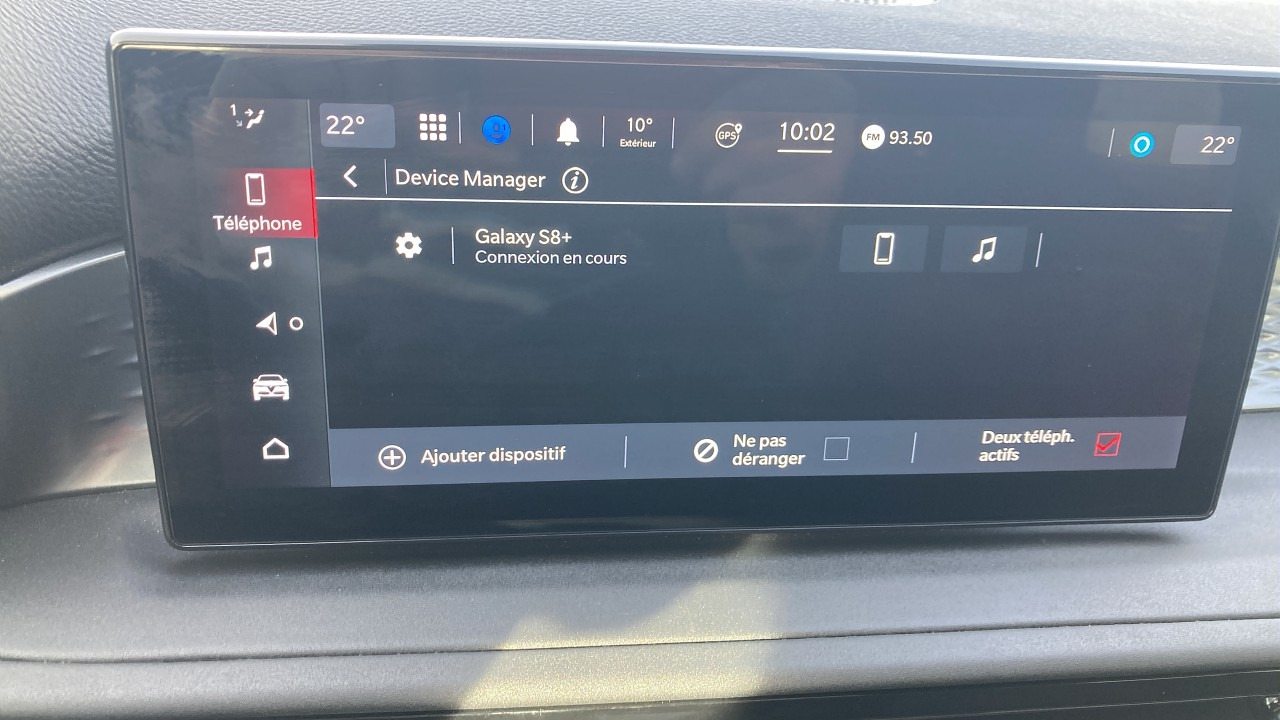 1
22°
10°
Extérieur
GPS
10:02
FM 93.50
22°
Device Manager
Téléphone
Galaxy S8+
Connexion en cours
Ajouter dispositif
Ne pas
déranger
Deux téléph.
actifs